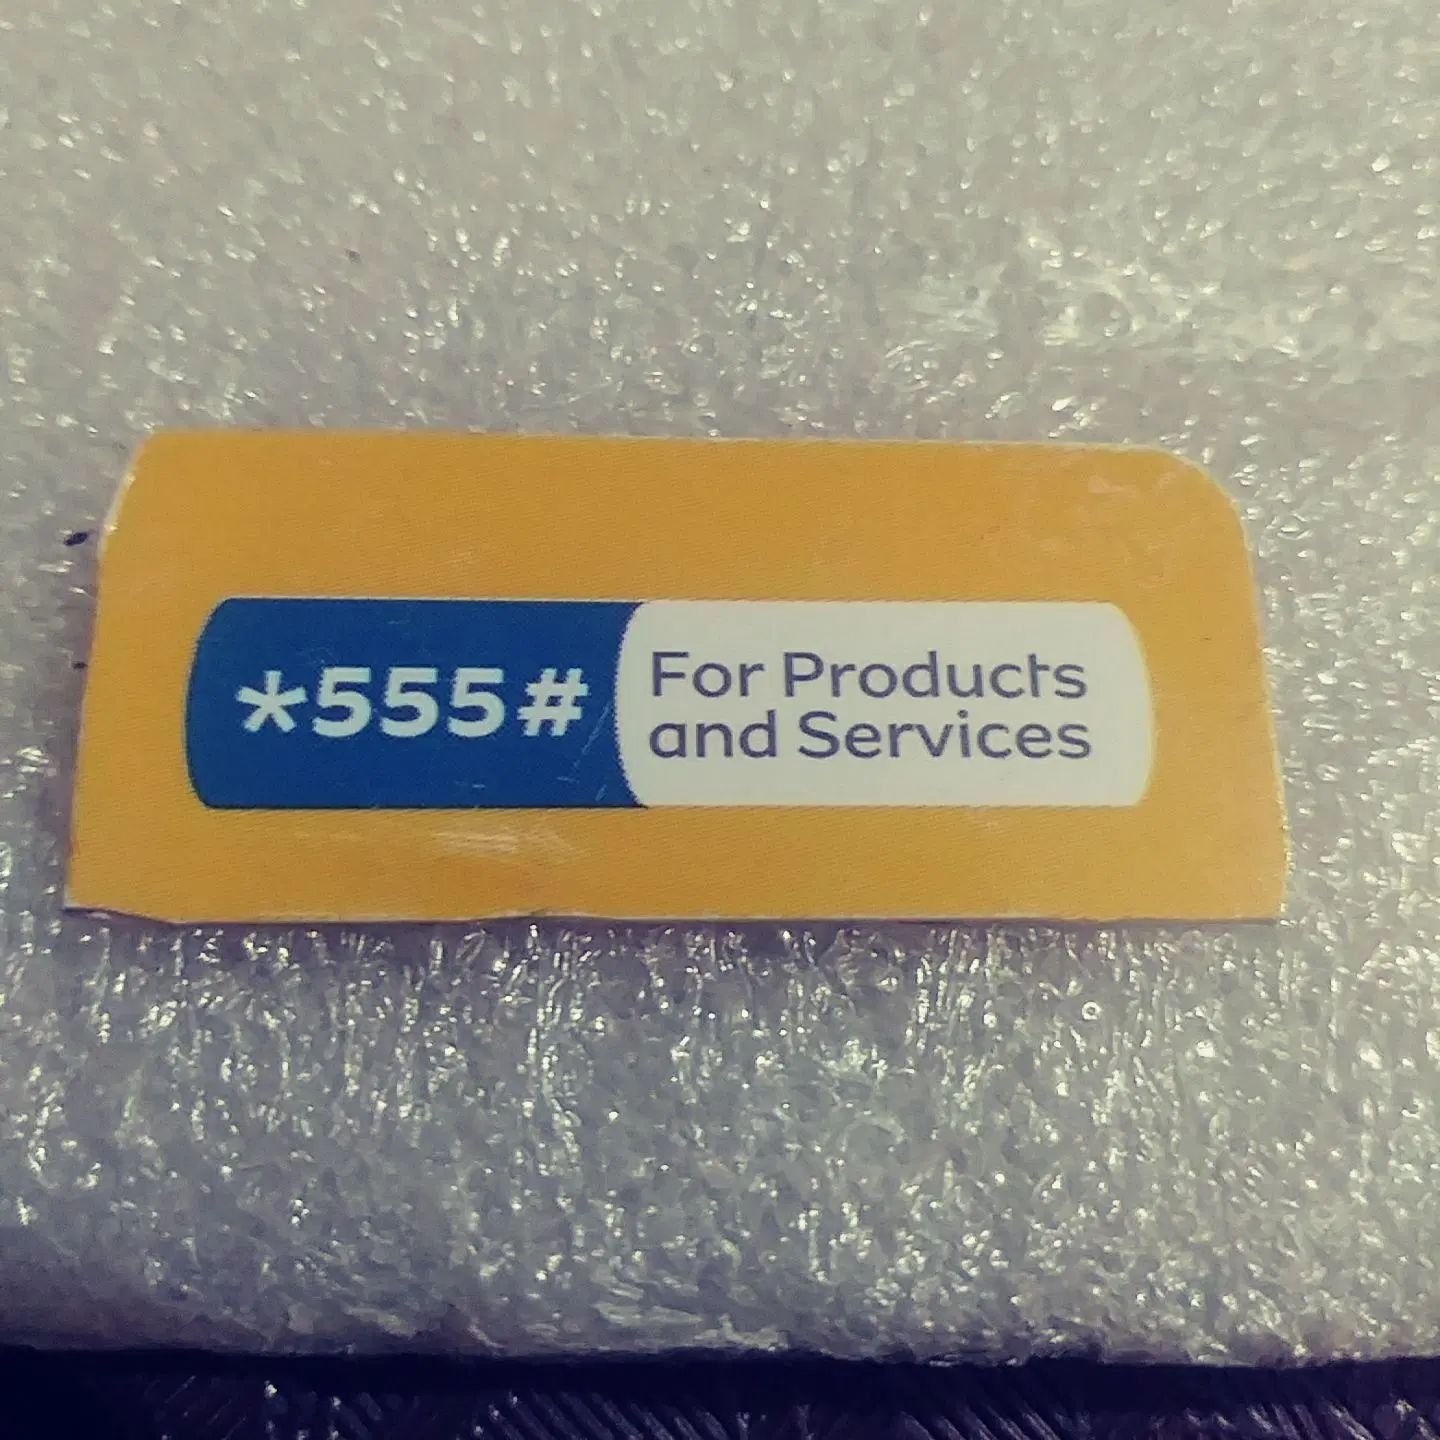 *555#
For Products
and Services